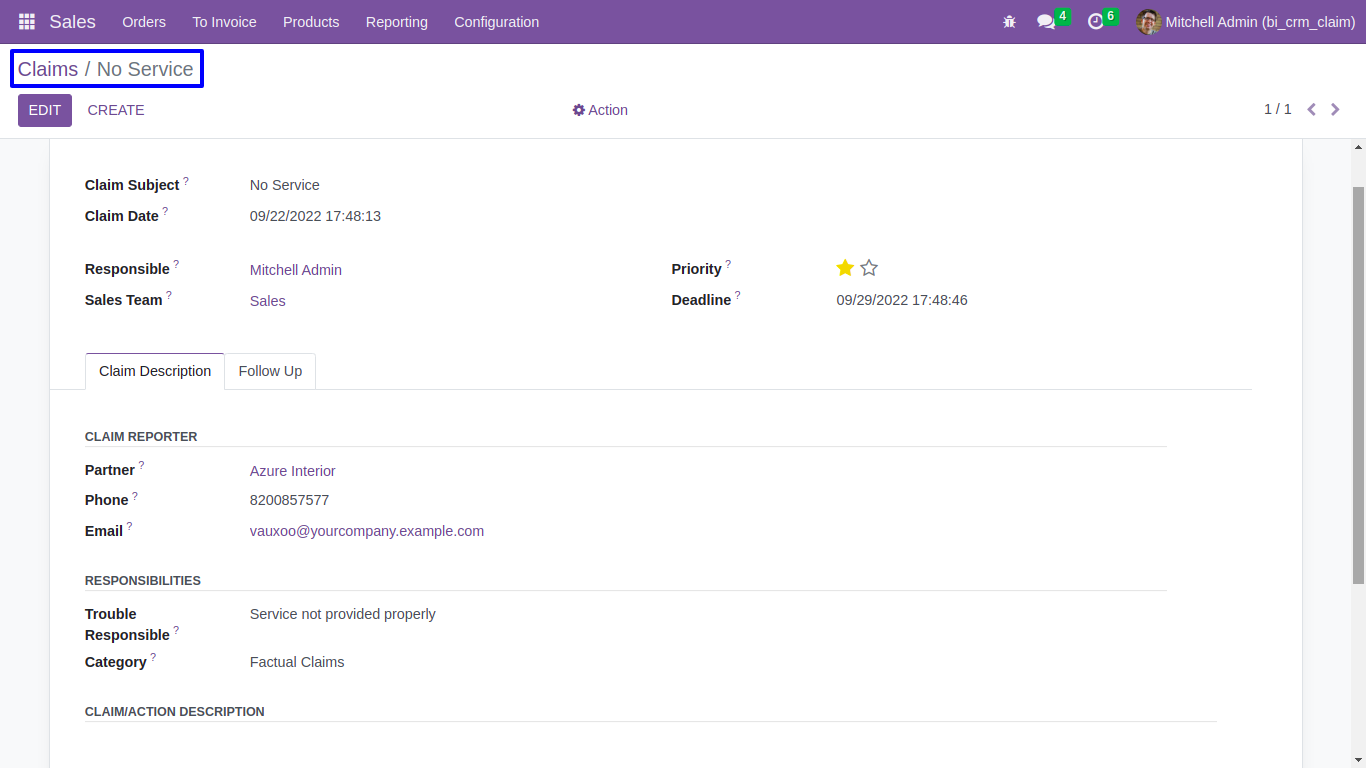 Sales Orders To Invoice Products Reporting Configuration 4 6 Mitchell Admin (bi_crm_claim)
Claims / No Service
EDIT CREATE Action 1 / 1
Claim Subject ? No Service
Claim Date ? 09/22/2022 17:48:13
Responsible ? Mitchell Admin Priority ?
Sales Team ? Sales Deadline ? 09/29/2022 17:48:46
Claim Description Follow Up
CLAIM REPORTER
Partner ? Azure Interior
Phone ? 8200857577
Email ? vauxoo@yourcompany.example.com
RESPONSIBILITIES
Trouble Service not provided properly
Responsible ?
Category ? Factual Claims
CLAIM/ACTION DESCRIPTION